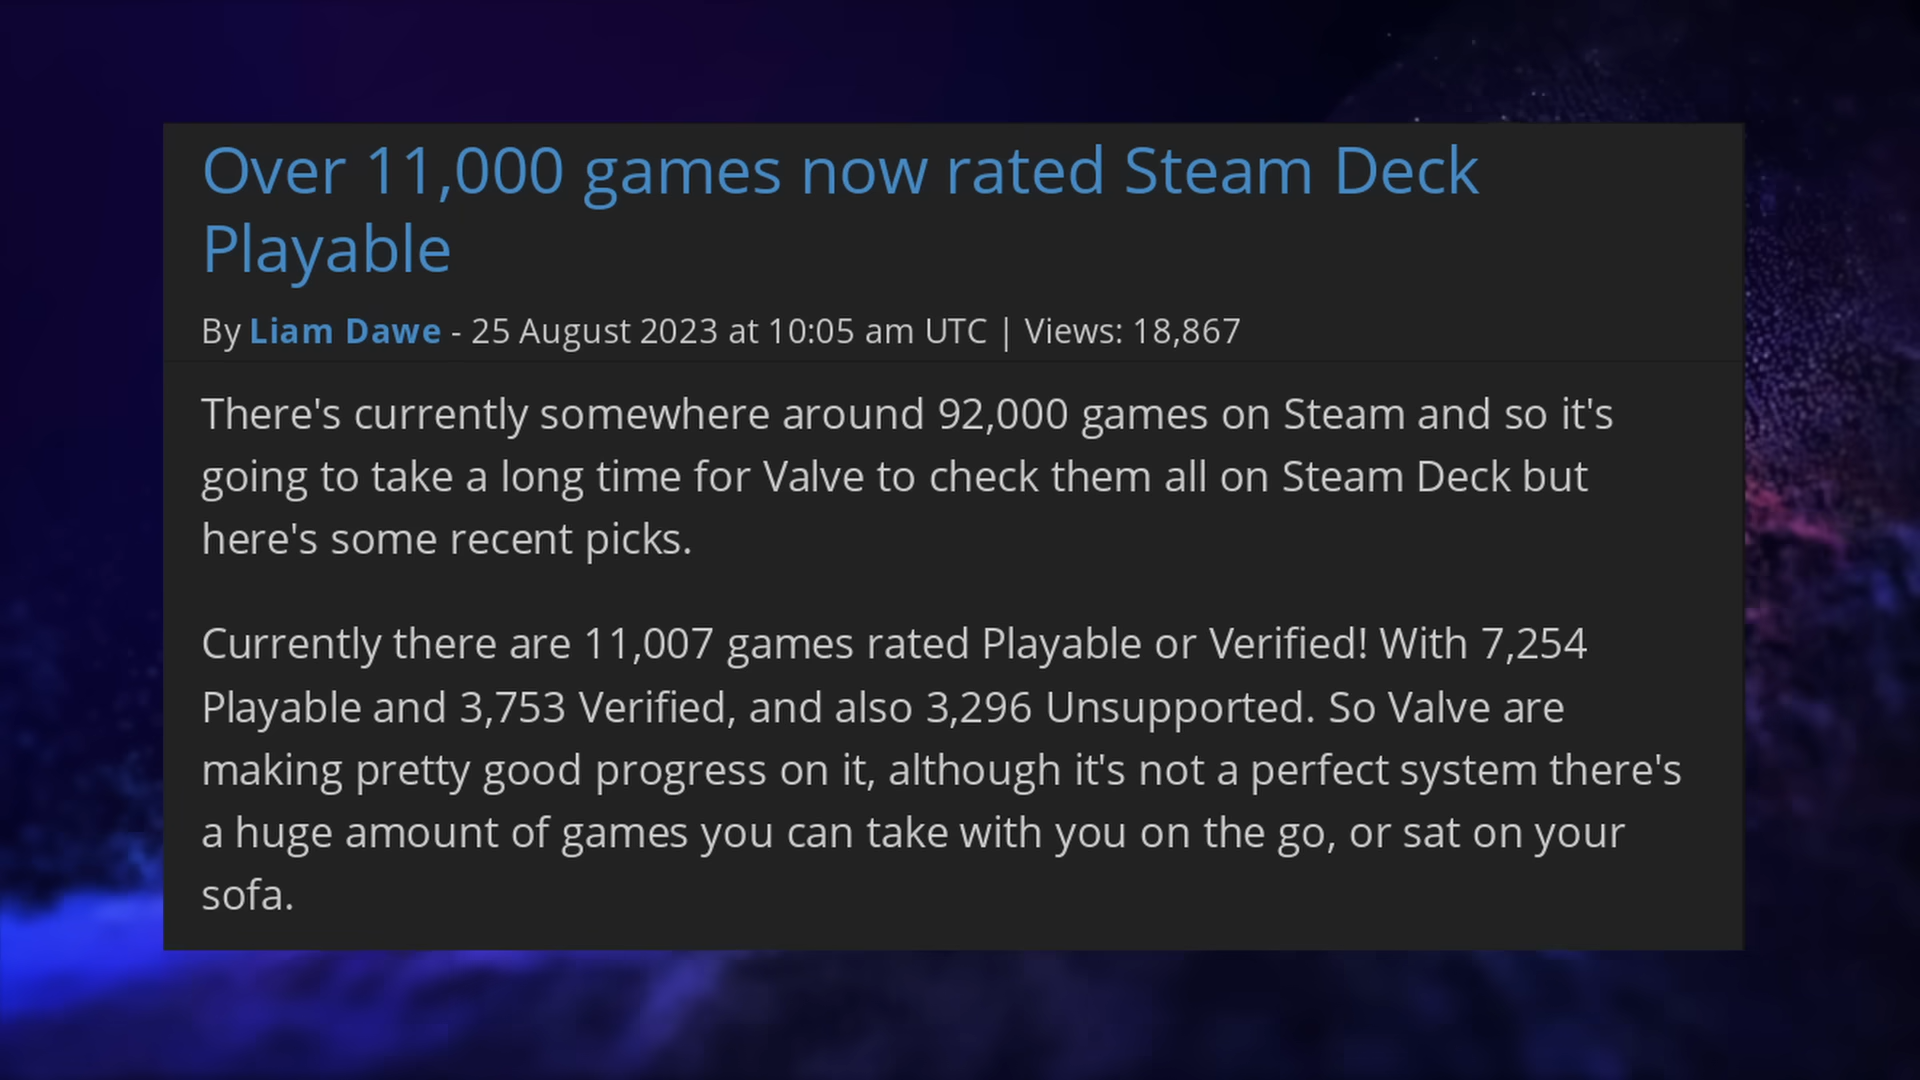 Over 11,000 games now rated Steam Deck
Playable
By Liam Dawe - 25 August 2023 at 10:05 am UTC | Views: 18,867
There's currently somewhere around 92,000 games on Steam and so it's
going to take a long time for Valve to check them all on Steam Deck but
here's some recent picks.
Currently there are 11,007 games rated Playable or Verified! With 7,254
Playable and 3,753 Verified, and also 3,296 Unsupported. So Valve are
making pretty good progress on it, although it's not a perfect system there's
a huge amount of games you can take with you on the go, or sat on your
sofa.